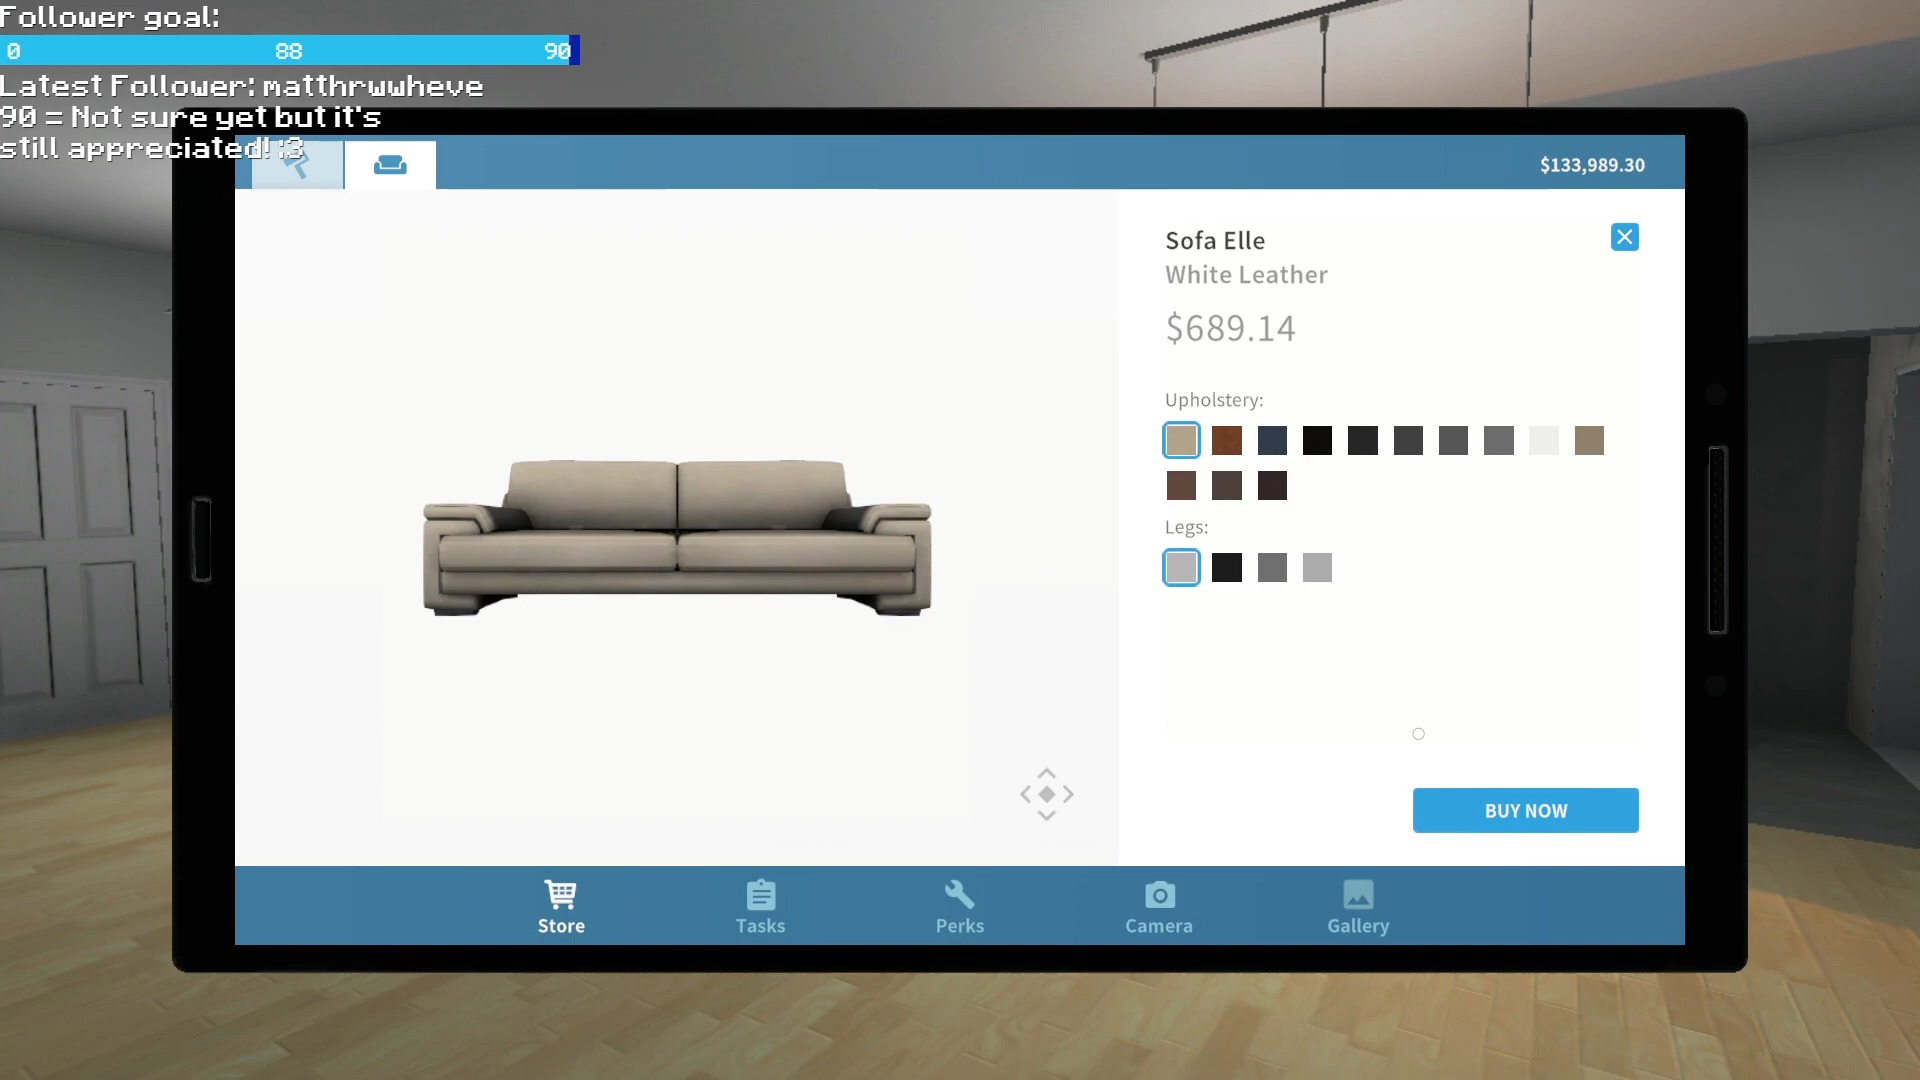 Follower goal:
0 88 90
Latest Follower: matthrwwheve
90 = Not sure yet but it's
still appreciated! :3
$133,989.30
Sofa Elle
White Leather
$689.14
Upholstery:
Legs:
BUY NOW
Store Tasks Perks Camera Gallery